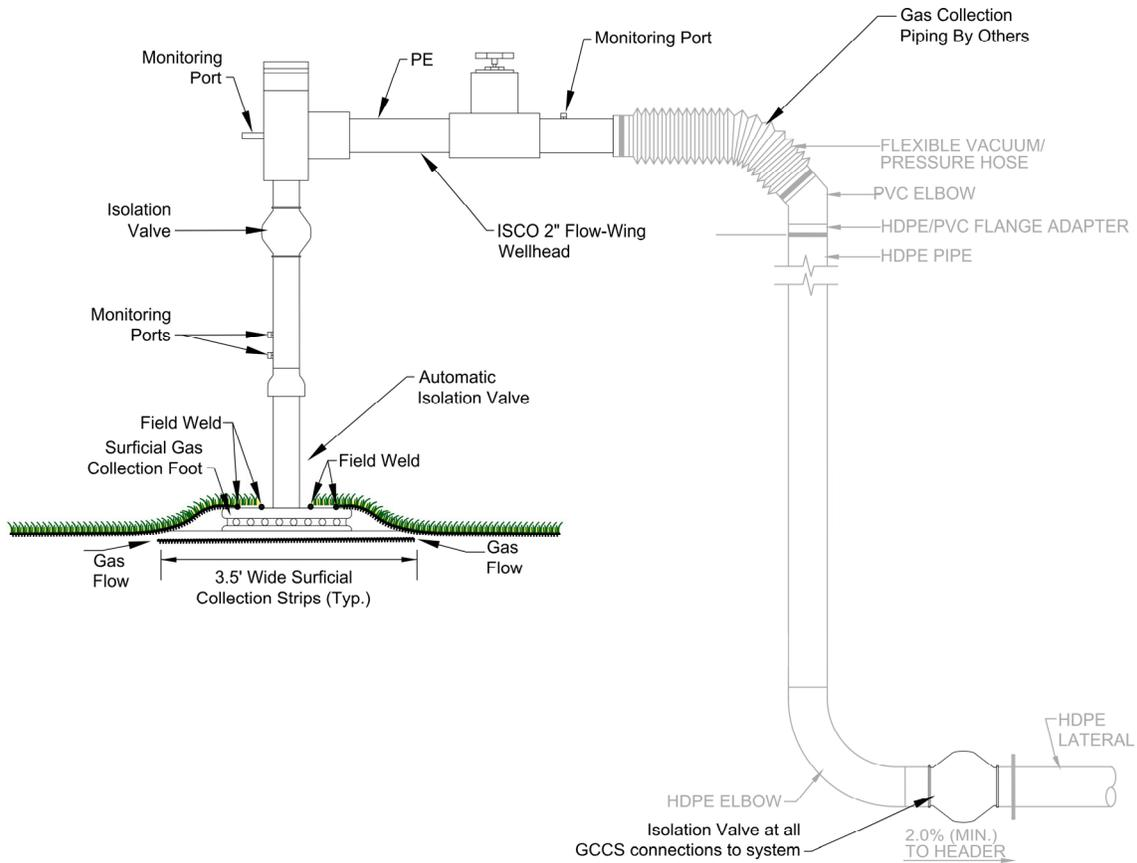 Gas Collection
Piping By Others
Monitoring Port
PE
Monitoring
Port
FLEXIBLE VACUUM/
PRESSURE HOSE
PVC ELBOW
Isolation
Valve
HDPE/PVC FLANGE ADAPTER
ISCO 2" Flow-Wing
Wellhead
HDPE PIPE
Monitoring
Ports
Automatic
Isolation Valve
Field Weld
Surficial Gas
Collection Foot
Field Weld
Gas
Flow
Gas
Flow
3.5' Wide Surficial
Collection Strips (Typ.)
HDPE
LATERAL
HDPE ELBOW
Isolation Valve at all
GCCS connections to system
2.0% (MIN.)
TO HEADER